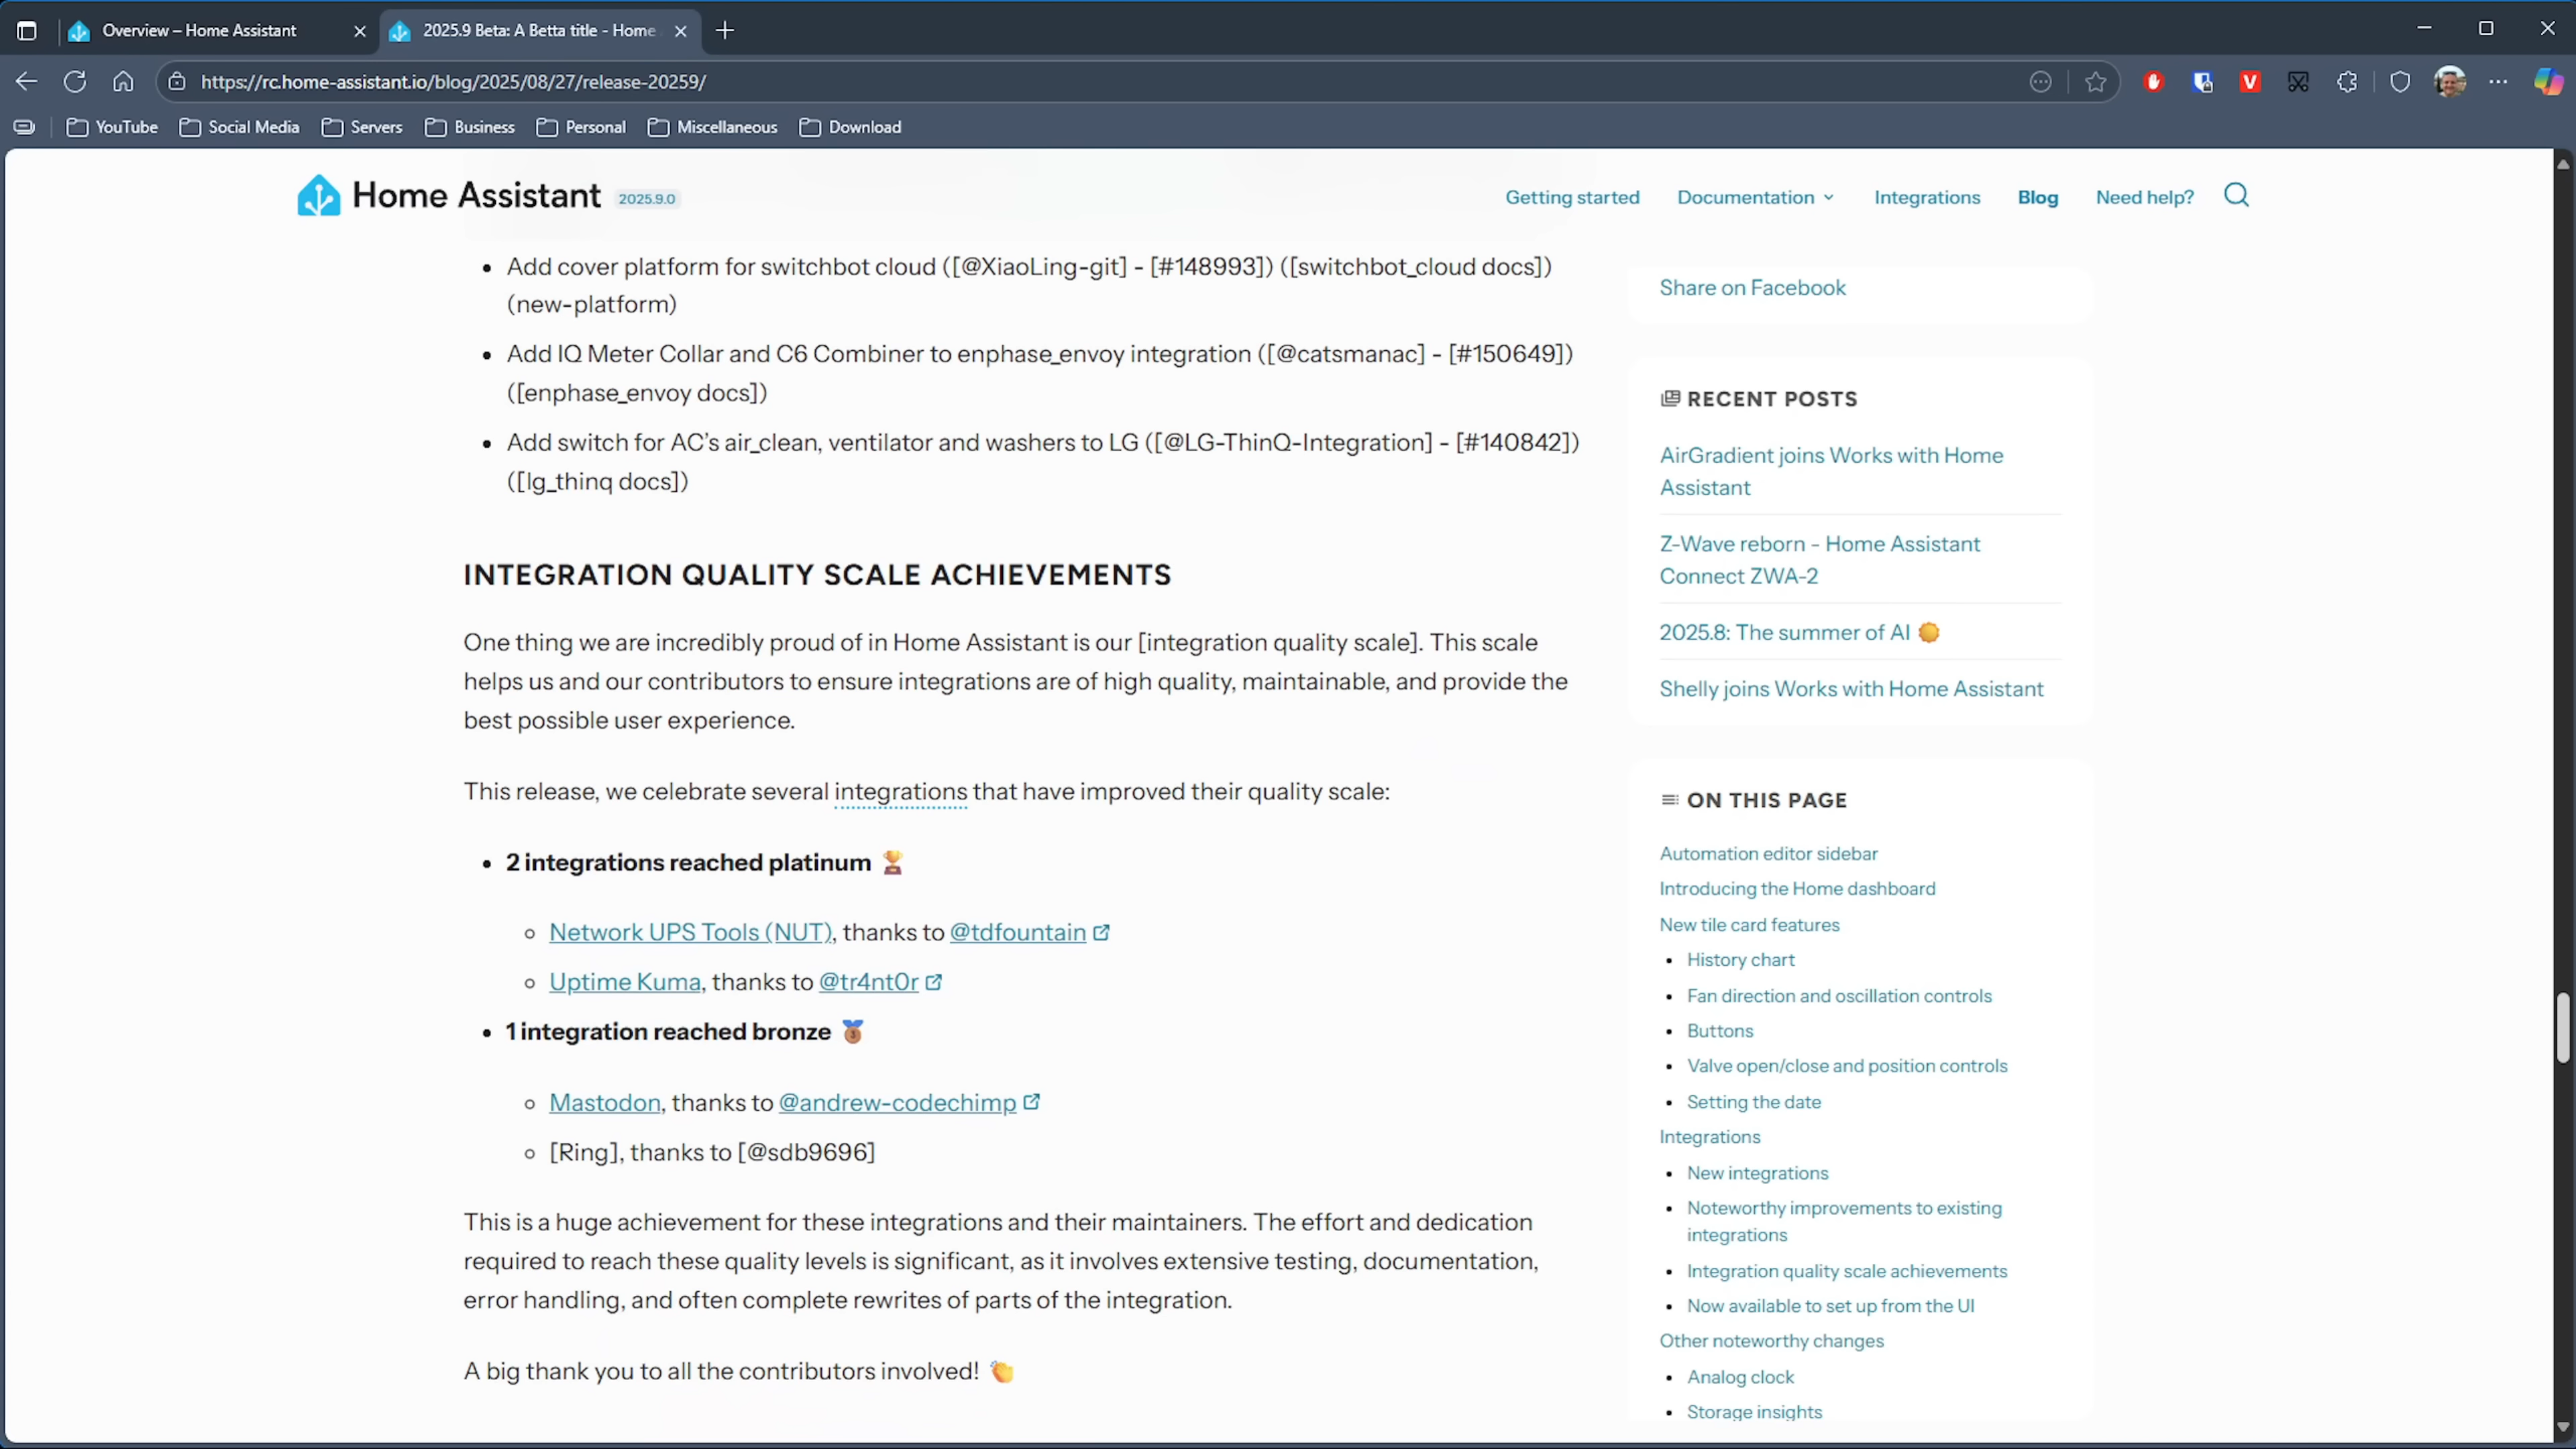 Overview – Home Assistant
2025.9 Beta: A Betta title - Home
https://rc.home-assistant.io/blog/2025/08/27/release-20259/
YouTube
Social Media
Servers
Business
Personal
Miscellaneous
Download
Home Assistant 2025.9.0
Getting started
Documentation
Integrations
Blog
Need help?
Add cover platform for switchbot cloud ([@XiaoLing-git] - [#148993]) ([switchbot_cloud docs])
(new-platform)
Add IQ Meter Collar and C6 Combiner to enphase_envoy integration ([@catsmanac] - [#150649])
([enphase_envoy docs])
Add switch for AC’s air_clean, ventilator and washers to LG ([@LG-ThinQ-Integration] - [#140842])
([lg_thinq docs])
INTEGRATION QUALITY SCALE ACHIEVEMENTS
One thing we are incredibly proud of in Home Assistant is our [integration quality scale]. This scale
helps us and our contributors to ensure integrations are of high quality, maintainable, and provide the
best possible user experience.
This release, we celebrate several integrations that have improved their quality scale:
2 integrations reached platinum 🏆
Network UPS Tools (NUT), thanks to @tdfountain
Uptime Kuma, thanks to @tr4nt0r
1 integration reached bronze 🥉
Mastodon, thanks to @andrew-codechimp
[Ring], thanks to [@sdb9696]
This is a huge achievement for these integrations and their maintainers. The effort and dedication
required to reach these quality levels is significant, as it involves extensive testing, documentation,
error handling, and often complete rewrites of parts of the integration.
A big thank you to all the contributors involved! 👏
Share on Facebook
RECENT POSTS
AirGradient joins Works with Home
Assistant
Z-Wave reborn - Home Assistant
Connect ZWA-2
2025.8: The summer of AI
Shelly joins Works with Home Assistant
ON THIS PAGE
Automation editor sidebar
Introducing the Home dashboard
New tile card features
History chart
Fan direction and oscillation controls
Buttons
Valve open/close and position controls
Setting the date
Integrations
New integrations
Noteworthy improvements to existing
integrations
Integration quality scale achievements
Now available to set up from the UI
Other noteworthy changes
Analog clock
Storage insights